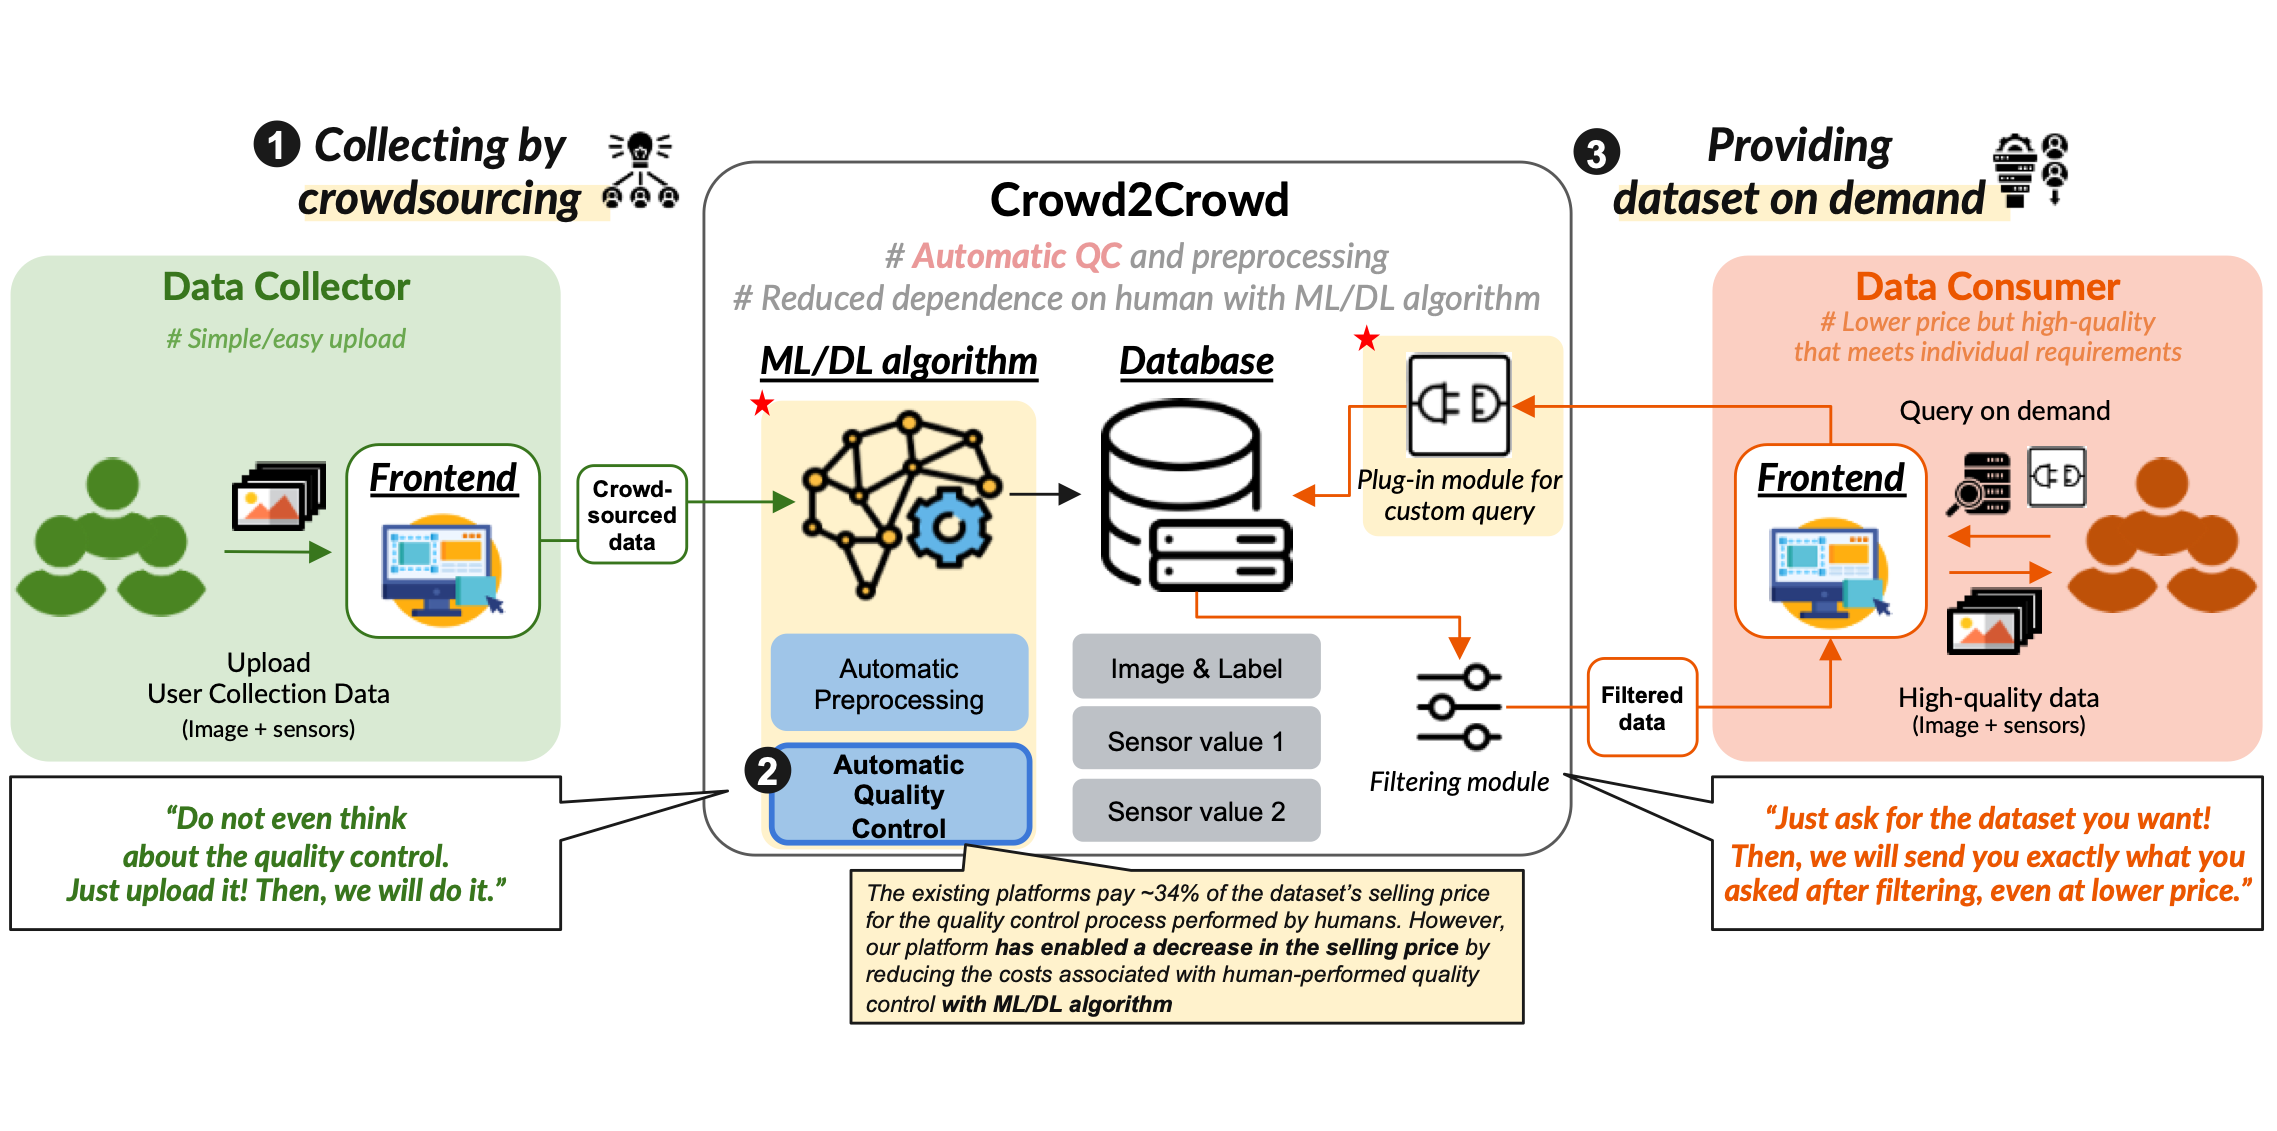 1 Collecting by
crowdsourcing
3 Providing
dataset on demand
Crowd2Crowd
# Automatic QC and preprocessing
# Reduced dependence on human with ML/DL algorithm
Data Collector
# Simple/easy upload
Frontend
Upload
User Collection Data
(Image + sensors)
Crowd-
sourced
data
ML/DL algorithm
Automatic
Preprocessing
2 Automatic
Quality
Control
Database
Image & Label
Sensor value 1
Sensor value 2
Plug-in module for
custom query
Filtering module
Filtered
data
Data Consumer
# Lower price but high-quality
that meets individual requirements
Query on demand
Frontend
High-quality data
(Image + sensors)
“Do not even think
about the quality control.
Just upload it! Then, we will do it.”
The existing platforms pay ~34% of the dataset’s selling price
for the quality control process performed by humans. However,
our platform has enabled a decrease in the selling price by
reducing the costs associated with human-performed quality
control with ML/DL algorithm
“Just ask for the dataset you want!
Then, we will send you exactly what you
asked after filtering, even at lower price.”